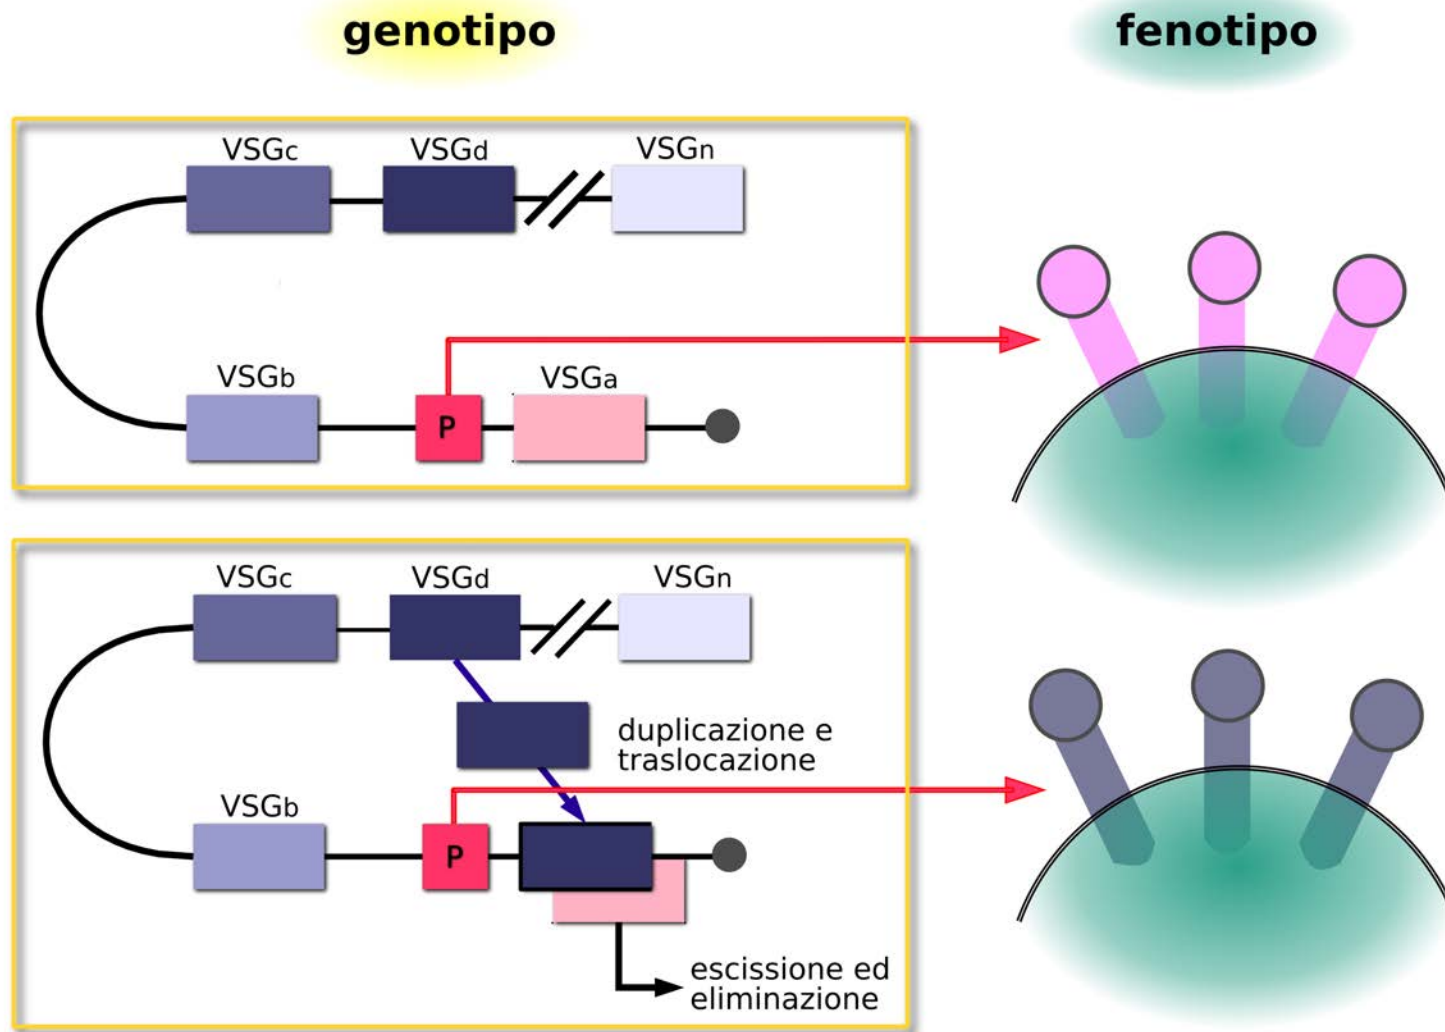 genotipo
fenotipo
VSGc
VSGd
VSGn
VSGb
P
VSGa
VSGc
VSGd
VSGn
duplicazione e
traslocazione
VSGb
P
escissione ed
eliminazione